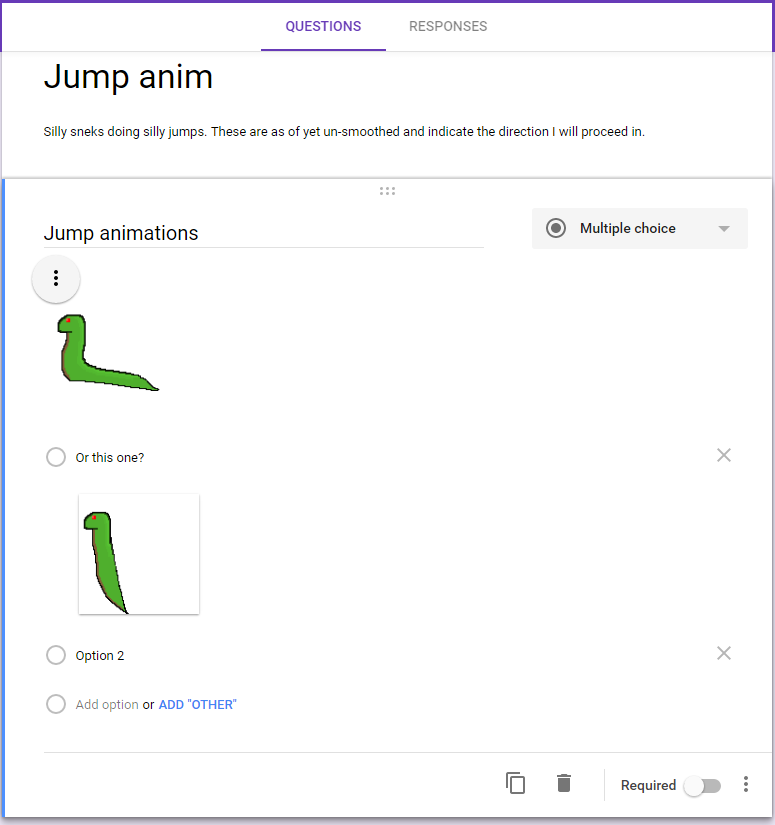 QUESTIONS RESPONSES
Jump anim
Silly sneks doing silly jumps. These are as of yet un-smoothed and indicate the direction I will proceed in.
Jump animations
Multiple choice
Or this one?
Option 2
Add option or ADD "OTHER"
Required